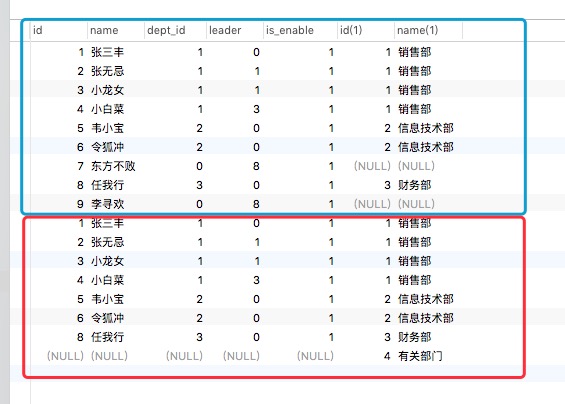 id name dept_id leader is_enable id(1) name(1)
1 张三丰 1 0 1 1 销售部
2 张无忌 1 1 1 1 销售部
3 小龙女 1 1 1 1 销售部
4 小白菜 1 3 1 1 销售部
5 韦小宝 2 0 1 2 信息技术部
6 令狐冲 2 0 1 2 信息技术部
7 东方不败 0 8 1 (NULL) (NULL)
8 任我行 3 0 1 3 财务部
9 李寻欢 0 8 1 (NULL) (NULL)
1 张三丰 1 0 1 1 销售部
2 张无忌 1 1 1 1 销售部
3 小龙女 1 1 1 1 销售部
4 小白菜 1 3 1 1 销售部
5 韦小宝 2 0 1 2 信息技术部
6 令狐冲 2 0 1 2 信息技术部
8 任我行 3 0 1 3 财务部
(NULL) (NULL) (NULL) (NULL) (NULL) 4 有关部门